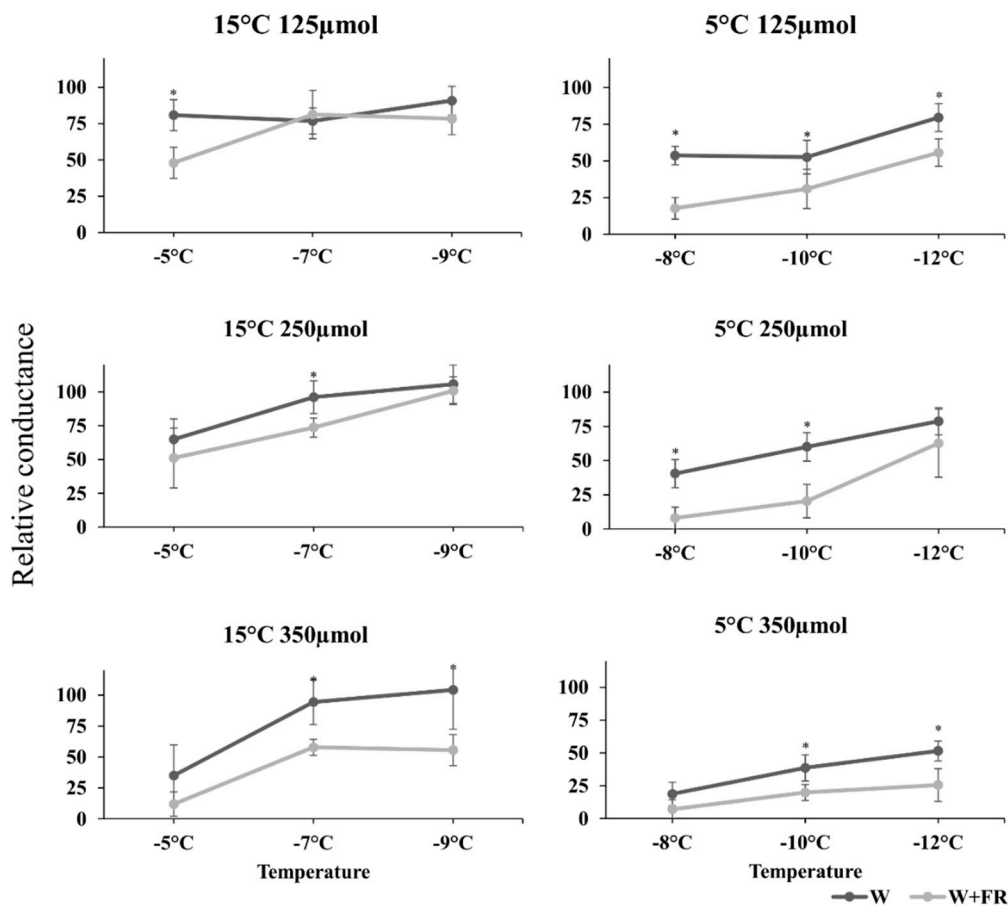 15°C 125µmol
100
*
75
50
25
0
-5°C -7°C -9°C
5°C 125µmol
100
* * *
75
50
25
0
-8°C -10°C -12°C
Relative conductance
15°C 250µmol
100
*
75
50
25
0
-5°C -7°C -9°C
5°C 250µmol
100
* *
75
50
25
0
-8°C -10°C -12°C
15°C 350µmol
100
* *
75
50
25
0
-5°C -7°C -9°C
Temperature
5°C 350µmol
100
* *
75
50
25
0
-8°C -10°C -12°C
Temperature
W W+FR